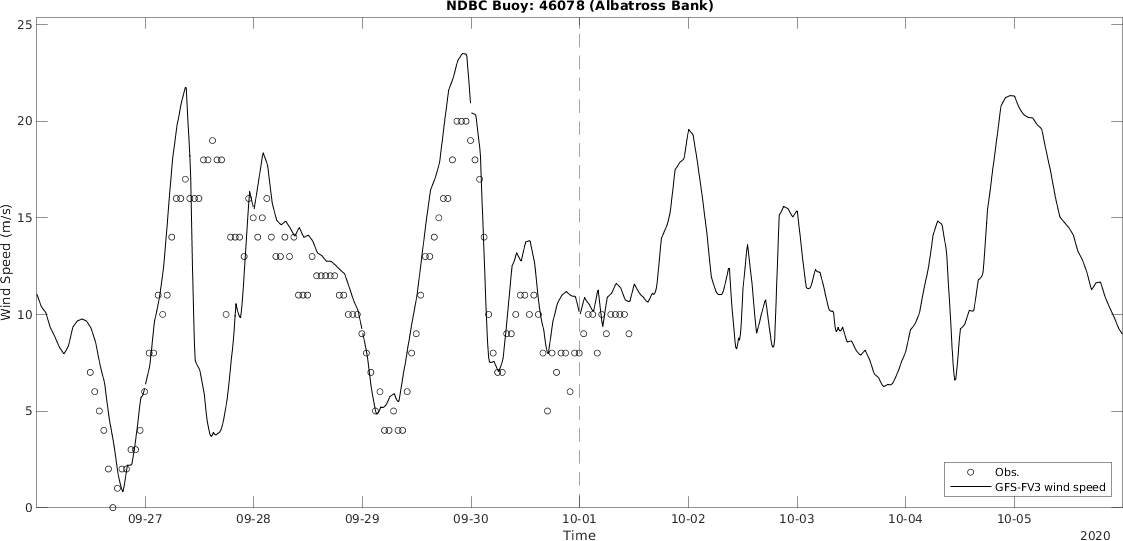 NDBC Buoy: 46078 (Albatross Bank)
25
20
15
10
5
0
Wind Speed (m/s)
09-27 09-28 09-29 09-30 10-01 10-02 10-03 10-04 10-05
Time
2020
Obs.
GFS-FV3 wind speed